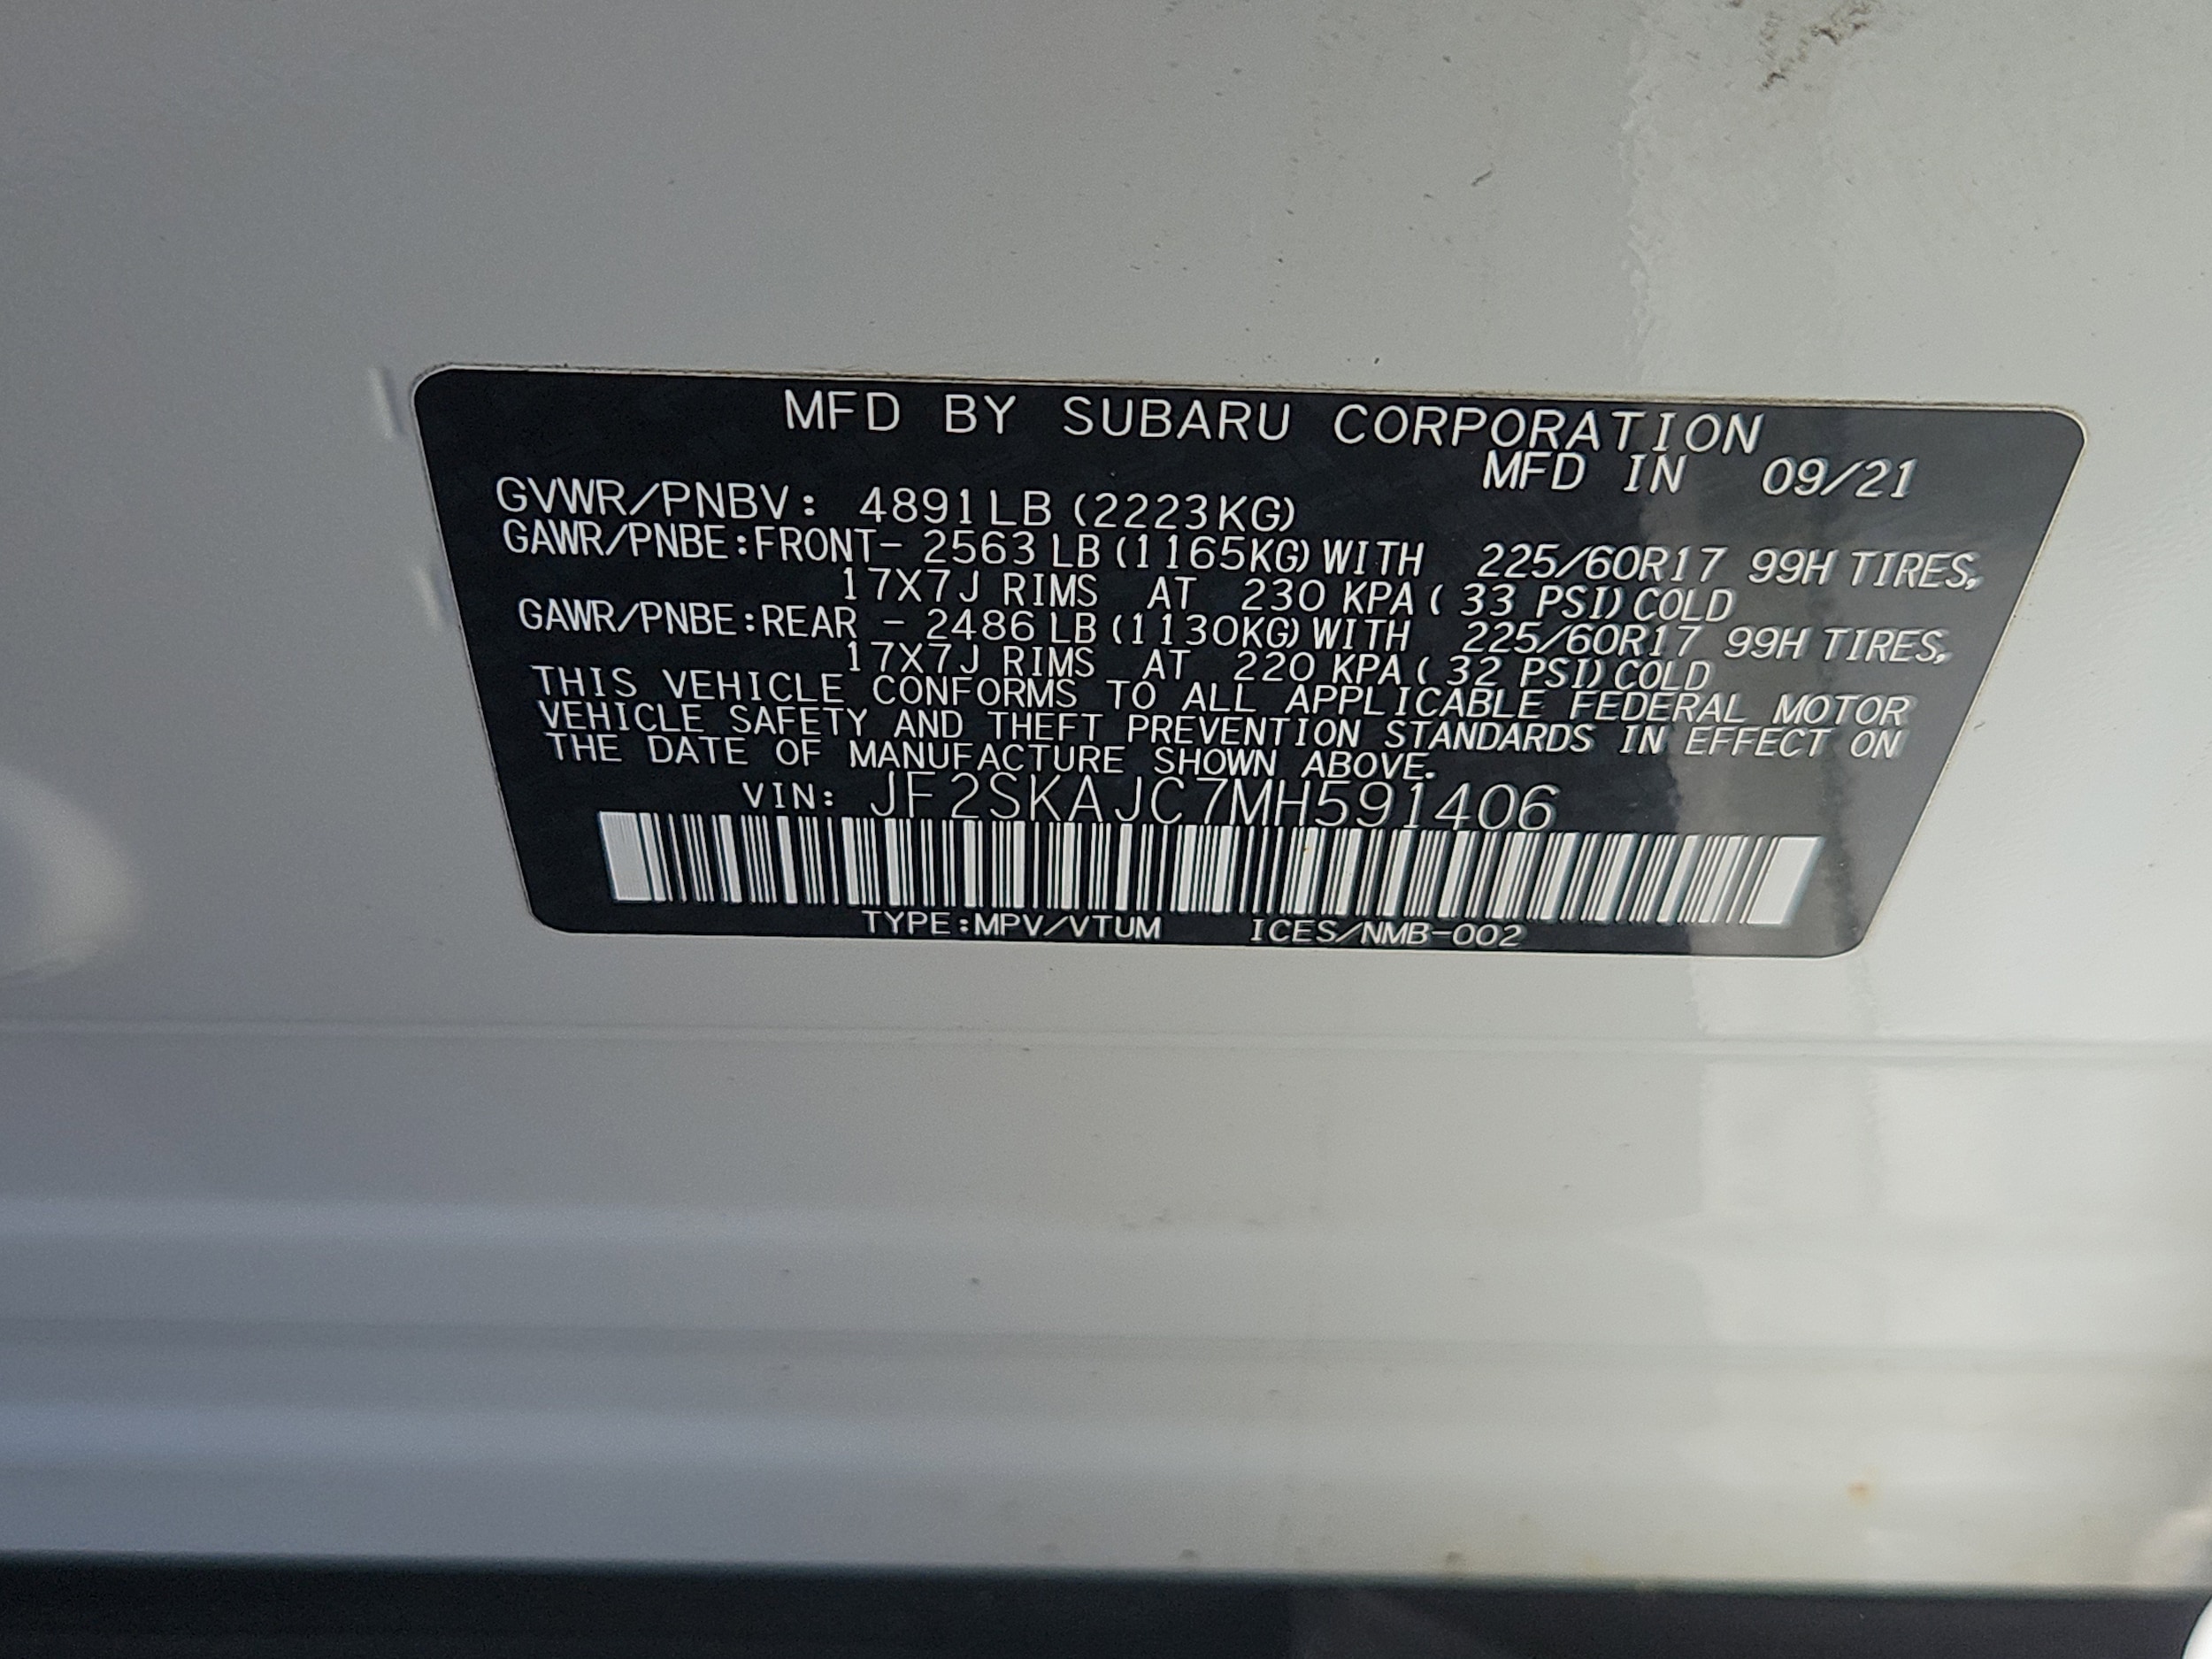 MFD BY SUBARU CORPORATION
MFD IN 09/21
GVWR/PNBV: 4891LB (2223KG)
GAWR/PNBE:FRONT- 2563 LB (1165KG) WITH 225/60R17 99H TIRES,
17X7J RIMS AT 230 KPA ( 33 PSI) COLD
GAWR/PNBE:REAR - 2486 LB (1130KG) WITH 225/60R17 99H TIRES,
17X7J RIMS AT 220 KPA ( 32 PSI) COLD
THIS VEHICLE CONFORMS TO ALL APPLICABLE FEDERAL MOTOR
VEHICLE SAFETY AND THEFT PREVENTION STANDARDS IN EFFECT ON
THE DATE OF MANUFACTURE SHOWN ABOVE.
VIN: JF2SKAJC7MH591406
TYPE:MPV/VTUM ICES/NMB-002